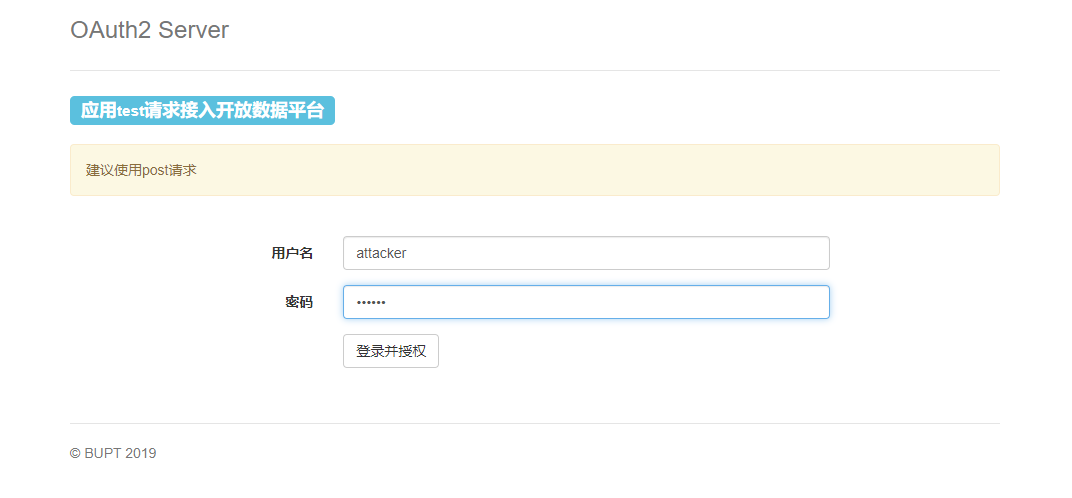 OAuth2 Server
应用test请求接入开放数据平台
建议使用post请求
用户名 attacker
密码 ••••••
登录并授权
© BUPT 2019